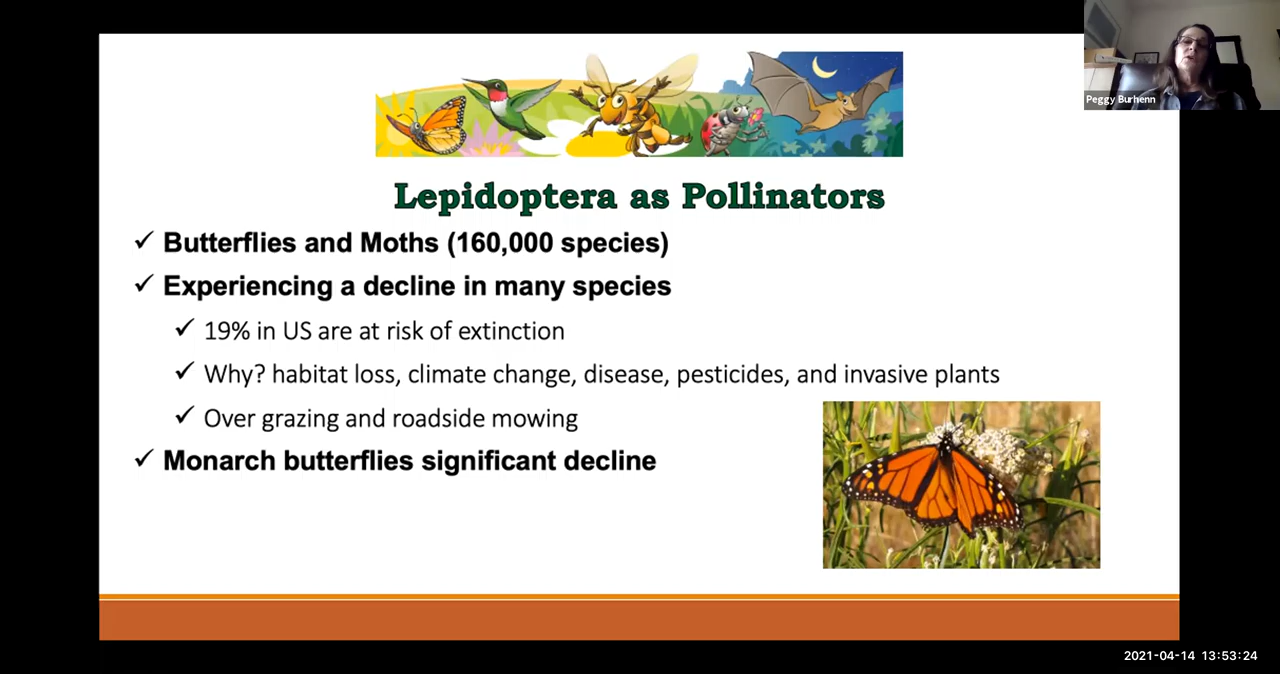 Peggy Burhenn
Lepidoptera as Pollinators
✓ Butterflies and Moths (160,000 species)
✓ Experiencing a decline in many species
✓ 19% in US are at risk of extinction
✓ Why? habitat loss, climate change, disease, pesticides, and invasive plants
✓ Over grazing and roadside mowing
✓ Monarch butterflies significant decline
2021-04-14 13:53:24